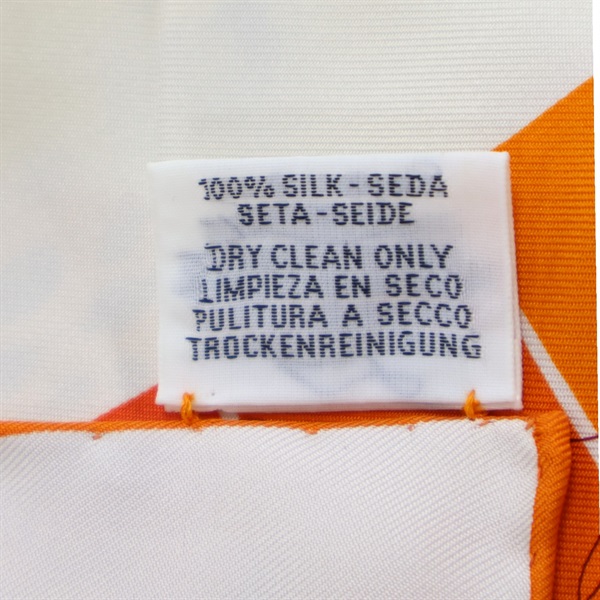 100% SILK - SEDA
SETA - SEIDE
DRY CLEAN ONLY
LIMPIEZA EN SECO
PULITURA A SECCO
TROCKENREINIGUNG